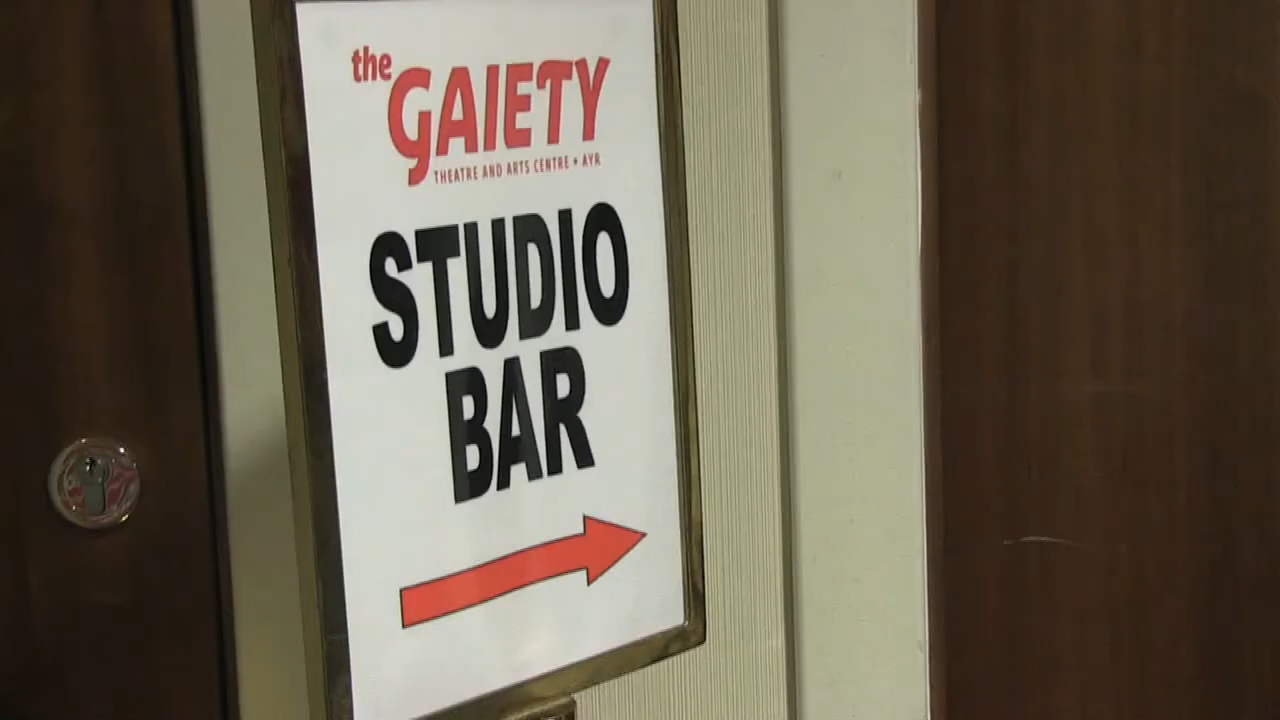 the
GAIETY
THEATRE AND ARTS CENTRE • AYR
STUDIO
BAR